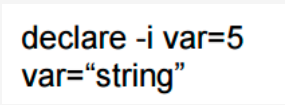 declare -i var=5
var=“string”